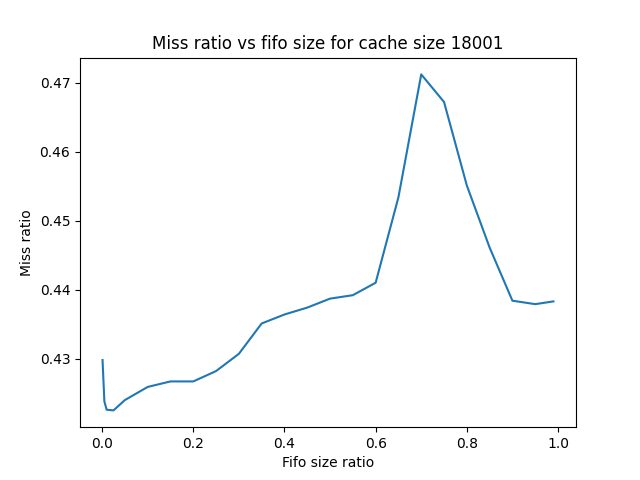 Miss ratio vs fifo size for cache size 18001
0.47
0.46
0.45
0.44
0.43
Miss ratio
0.0 0.2 0.4 0.6 0.8 1.0
Fifo size ratio